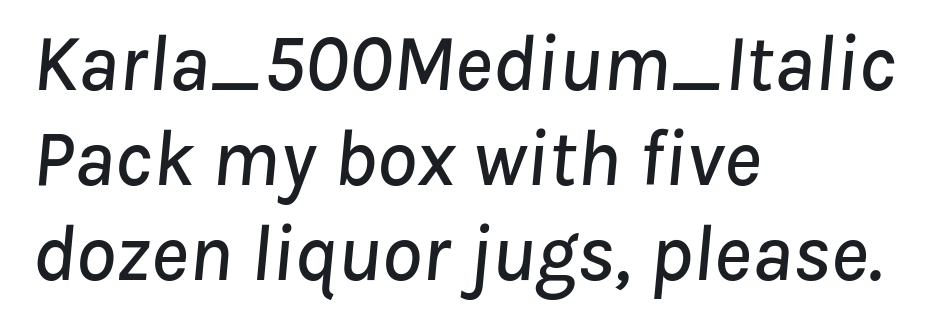 Karla_500Medium_Italic
Pack my box with five
dozen liquor jugs, please.